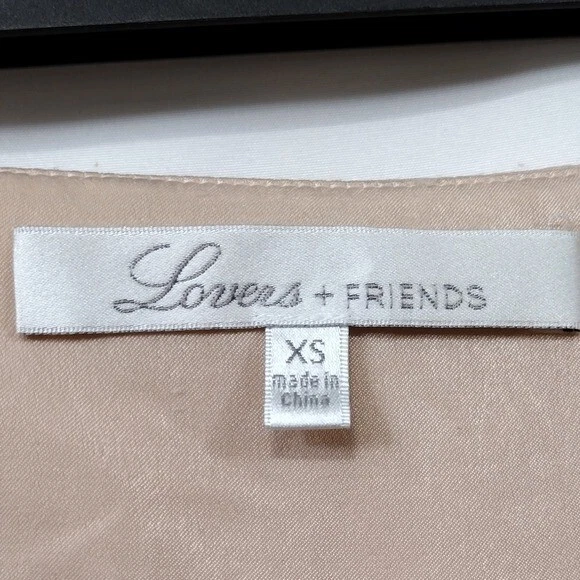 Lovers + FRIENDS
XS
made in
China